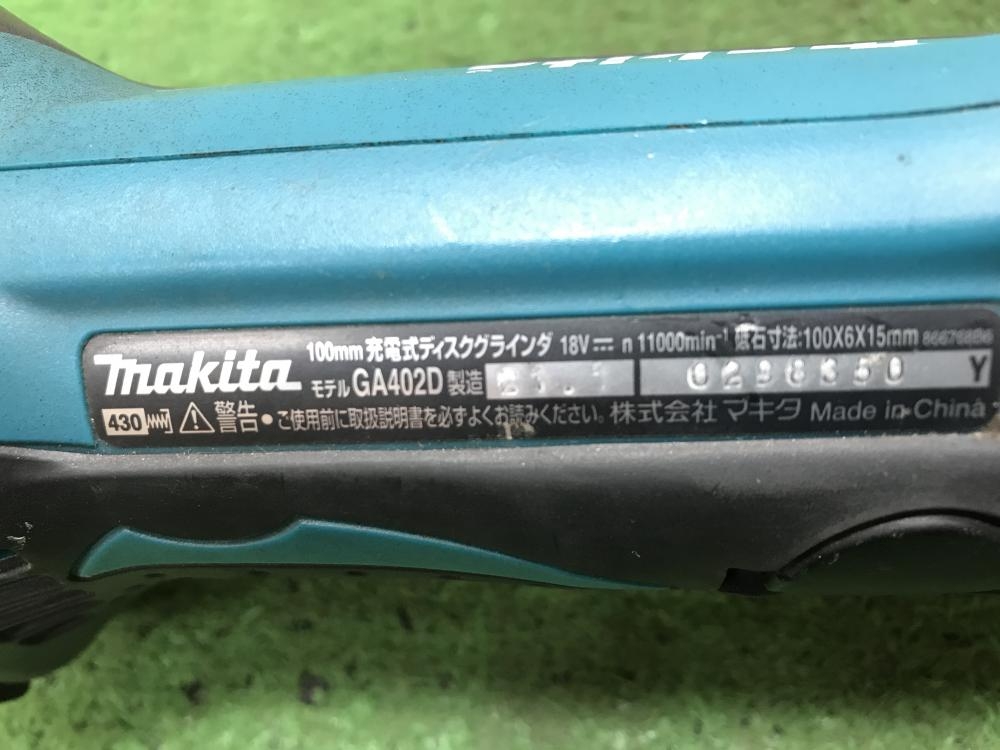 makita 100mm 充電式ディスクグラインダ 18V⎓ n 11000min⁻¹ 砥石寸法:100X6X15mm
モデル GA402D 製造 Y
430 警告・ご使用前に取扱説明書を必ずよくお読みください。 株式会社 マキタ Made in China